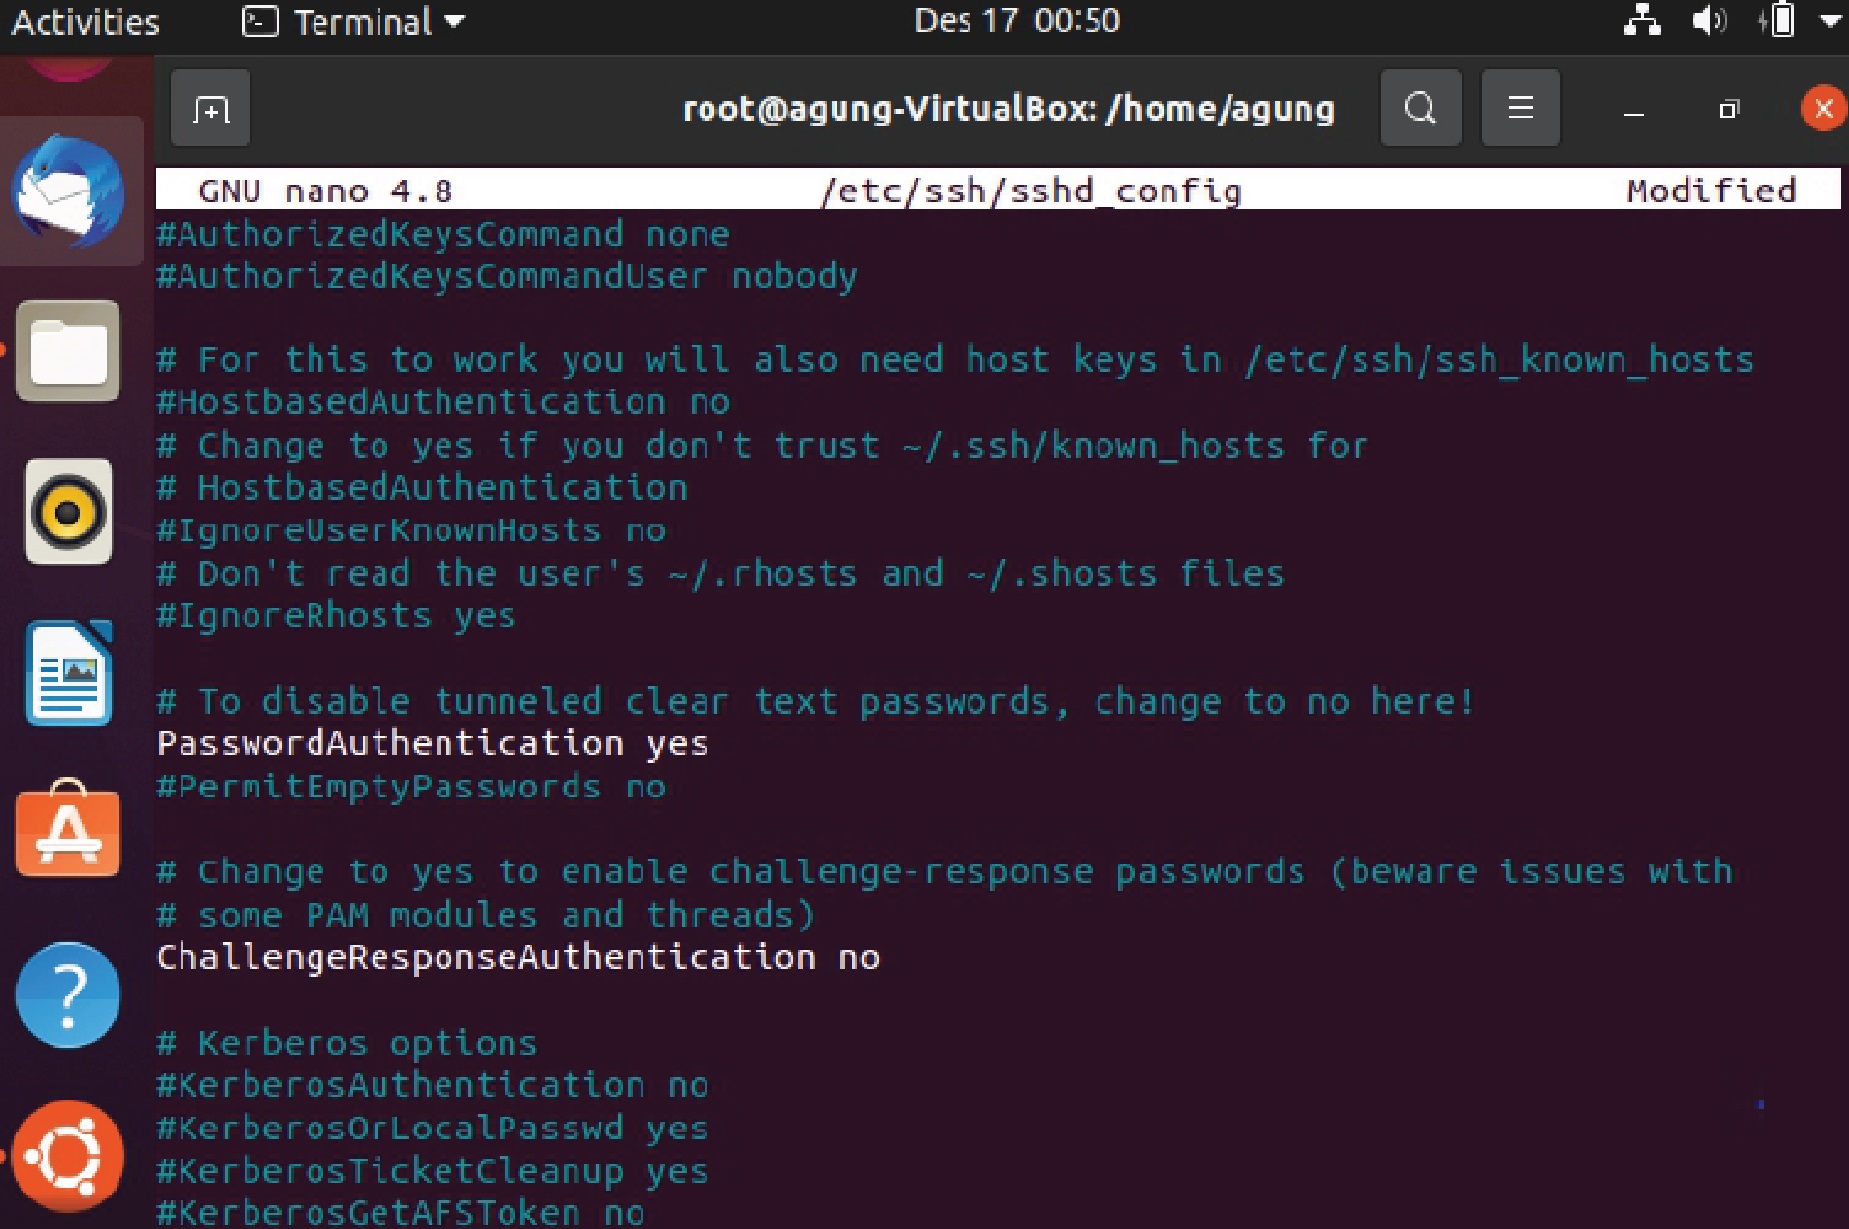 Activities
Terminal
Des 17 00:50
root@agung-VirtualBox: /home/agung
GNU nano 4.8 /etc/ssh/sshd_config Modified
#AuthorizedKeysCommand none
#AuthorizedKeysCommandUser nobody
# For this to work you will also need host keys in /etc/ssh/ssh_known_hosts
#HostbasedAuthentication no
# Change to yes if you don't trust ~/.ssh/known_hosts for
# HostbasedAuthentication
#IgnoreUserKnownHosts no
# Don't read the user's ~/.rhosts and ~/.shosts files
#IgnoreRhosts yes
# To disable tunneled clear text passwords, change to no here!
PasswordAuthentication yes
#PermitEmptyPasswords no
# Change to yes to enable challenge-response passwords (beware issues with
# some PAM modules and threads)
ChallengeResponseAuthentication no
# Kerberos options
#KerberosAuthentication no
#KerberosOrLocalPasswd yes
#KerberosTicketCleanup yes
#KerberosGetAFSToken no